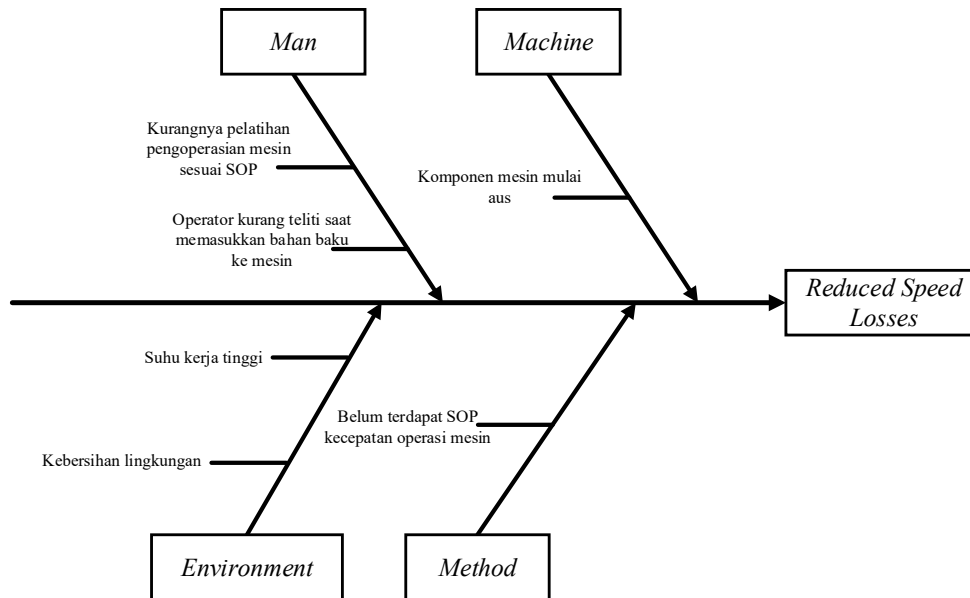 Man
Machine
Kurangnya pelatihan
pengoperasian mesin
sesuai SOP
Komponen mesin mulai
aus
Operator kurang teliti saat
memasukkan bahan baku
ke mesin
Reduced Speed
Losses
Suhu kerja tinggi
Belum terdapat SOP
kecepatan operasi mesin
Kebersihan lingkungan
Environment
Method